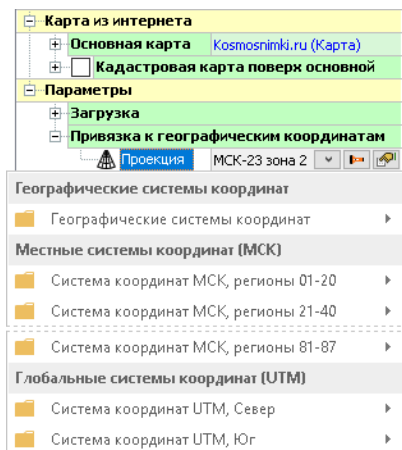 Карта из интернета
Основная карта Kosmosnimki.ru (Карта)
Кадастровая карта поверх основной
Параметры
Загрузка
Привязка к географическим координатам
Проекция МСК-23 зона 2
Географические системы координат
Географические системы координат
Местные системы координат (МСК)
Система координат МСК, регионы 01-20
Система координат МСК, регионы 21-40
Система координат МСК, регионы 81-87
Глобальные системы координат (UTM)
Система координат UTM, Север
Система координат UTM, Юг